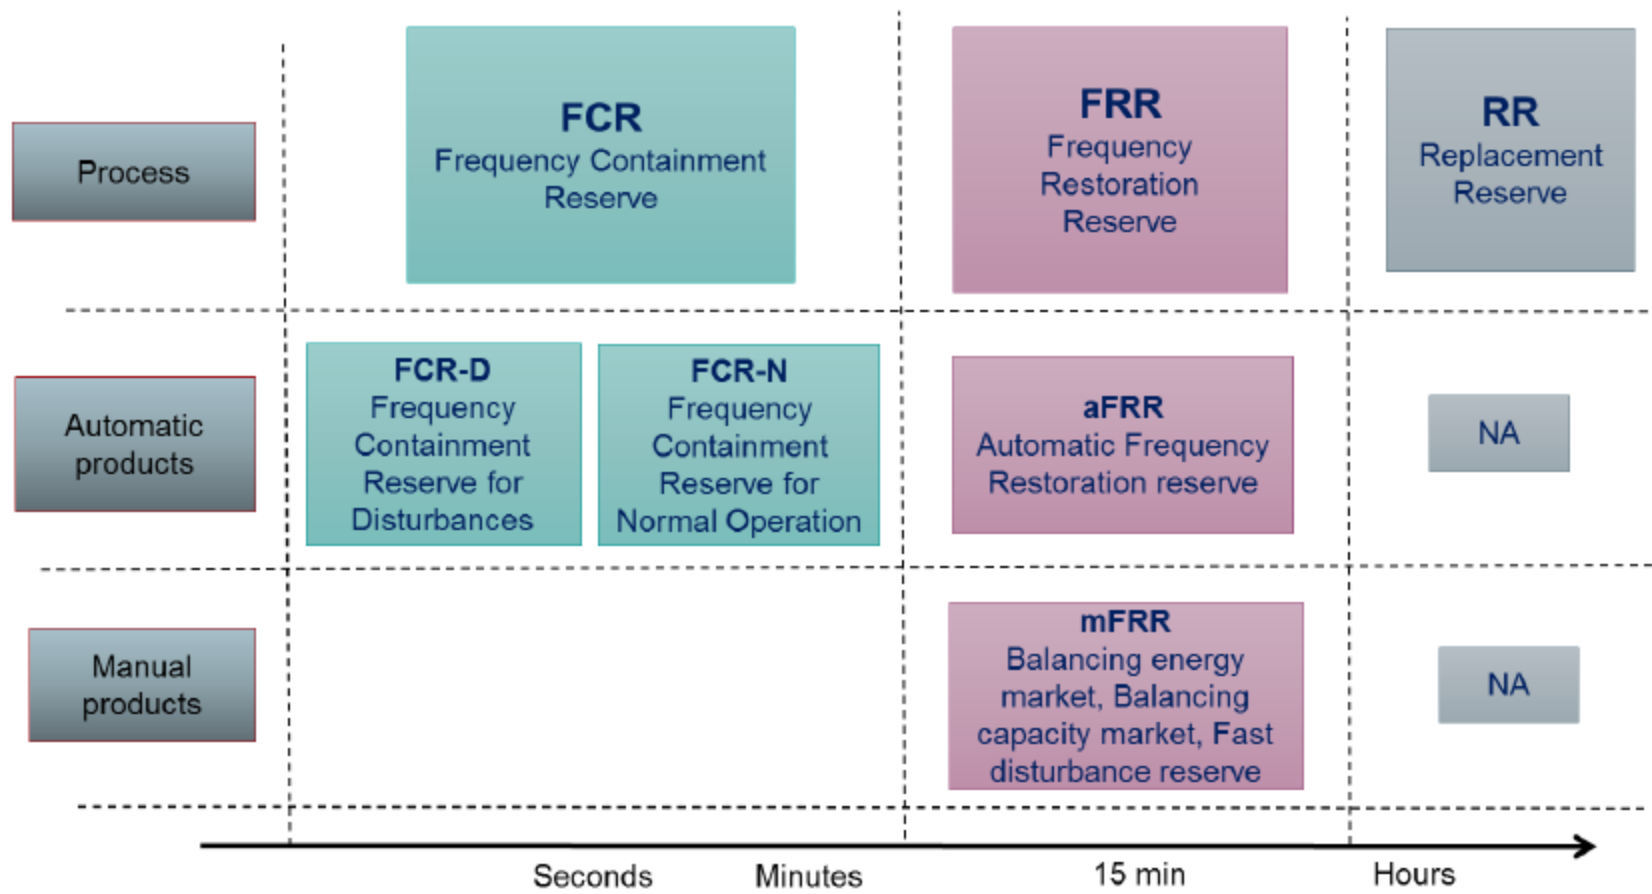 Process
FCR
Frequency Containment
Reserve
FRR
Frequency
Restoration
Reserve
RR
Replacement
Reserve
Automatic
products
FCR-D
Frequency
Containment
Reserve for
Disturbances
FCR-N
Frequency
Containment
Reserve for
Normal Operation
aFRR
Automatic Frequency
Restoration reserve
NA
Manual
products
mFRR
Balancing energy
market, Balancing
capacity market, Fast
disturbance reserve
NA
Seconds
Minutes
15 min
Hours